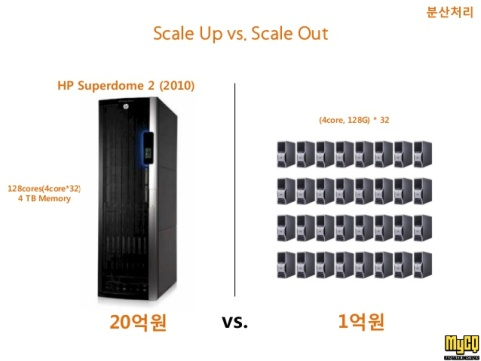 분산처리
Scale Up vs. Scale Out
HP Superdome 2 (2010)
(4core, 128G) * 32
128cores(4core*32)
4 TB Memory
20억원
vs.
1억원
MyCQ